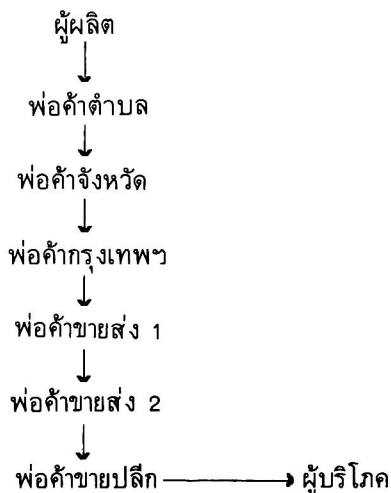 ผู้ผลิต
พ่อค้าตำบล
พ่อค้าจังหวัด
พ่อค้ากรุงเทพฯ
พ่อค้าขายส่ง 1
พ่อค้าขายส่ง 2
พ่อค้าขายปลีก ผู้บริโภค